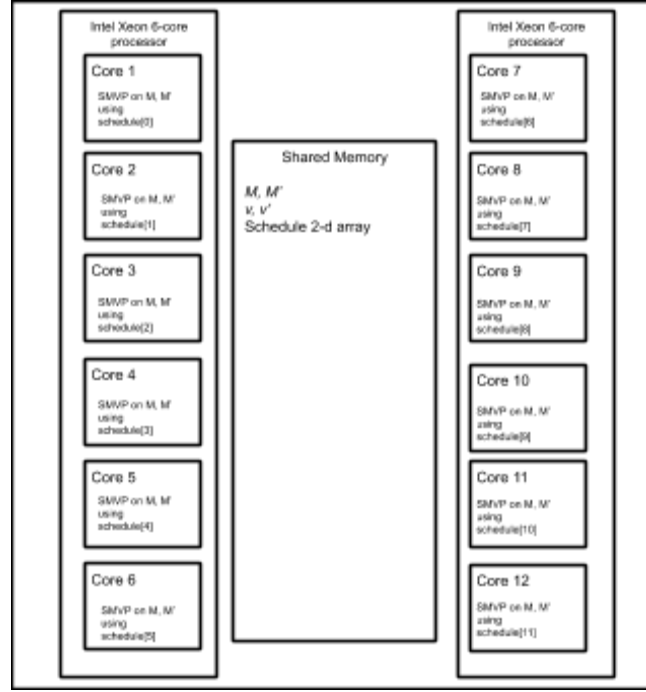 Intel Xeon 6-core
processor
Core 1
SMVP on M, M'
using
schedule[0]
Core 2
SMVP on M, M'
using
schedule[1]
Core 3
SMVP on M, M'
using
schedule[2]
Core 4
SMVP on M, M'
using
schedule[3]
Core 5
SMVP on M, M'
using
schedule[4]
Core 6
SMVP on M, M'
using
schedule[5]
Shared Memory
M, M'
v, v'
Schedule 2-d array
Intel Xeon 6-core
processor
Core 7
SMVP on M, M'
using
schedule[6]
Core 8
SMVP on M, M'
using
schedule[7]
Core 9
SMVP on M, M'
using
schedule[8]
Core 10
SMVP on M, M'
using
schedule[9]
Core 11
SMVP on M, M'
using
schedule[10]
Core 12
SMVP on M, M'
using
schedule[11]